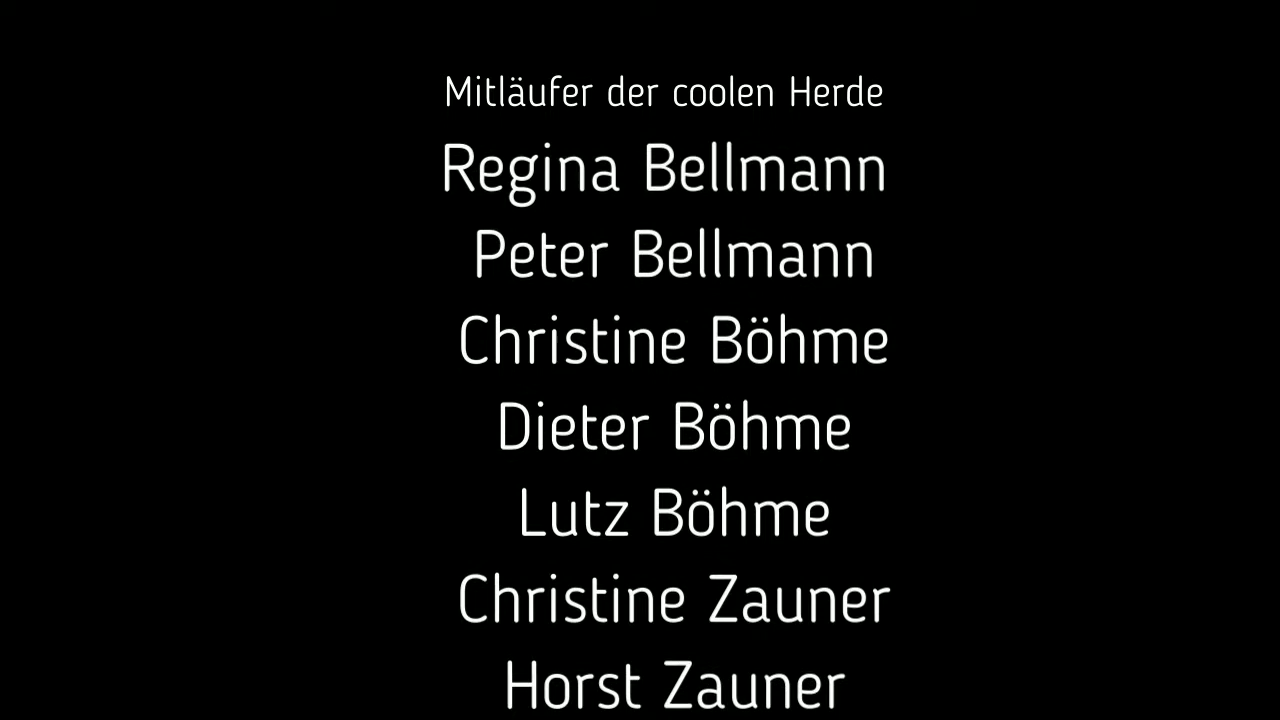 Mitläufer der coolen Herde
Regina Bellmann
Peter Bellmann
Christine Böhme
Dieter Böhme
Lutz Böhme
Christine Zauner
Horst Zauner